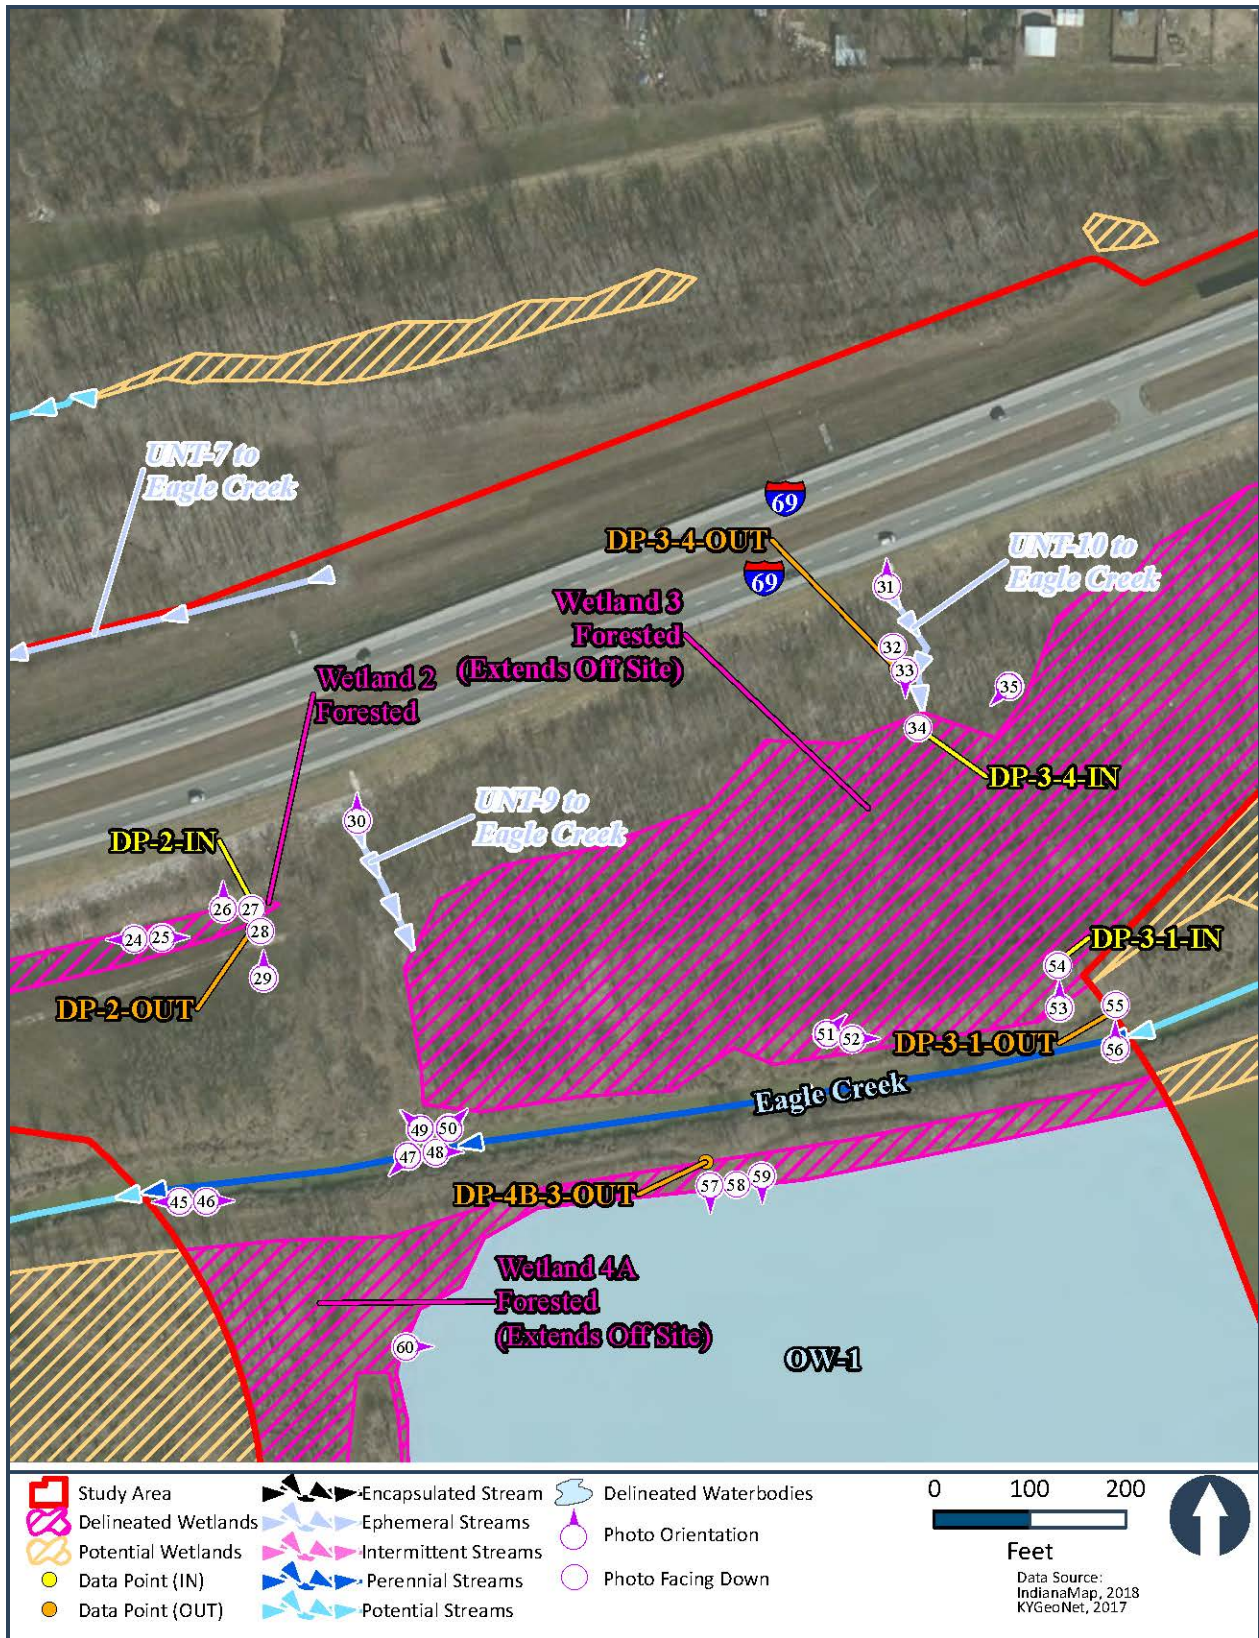 UNT-7 to
Eagle Creek
69
DP-3-4-OUT
69
UNT-10 to
Eagle Creek
31
Wetland 3
Forested
(Extends Off Site)
32
33
35
Wetland 2
Forested
34
DP-3-4-IN
30
UNT-9 to
Eagle Creek
DP-2-IN
26
27
28
24
25
29
DP-2-OUT
DP-3-1-IN
54
53
55
51
52
DP-3-1-OUT
56
Eagle Creek
49
50
47
48
45
46
DP-4B-3-OUT
57
58
59
Wetland 4A
Forested
(Extends Off Site)
60
OW-1
Study Area
Delineated Wetlands
Potential Wetlands
Data Point (IN)
Data Point (OUT)
Encapsulated Stream
Ephemeral Streams
Intermittent Streams
Perennial Streams
Potential Streams
Delineated Waterbodies
Photo Orientation
Photo Facing Down
0 100 200
Feet
Data Source:
IndianaMap, 2018
KYGeoNet, 2017